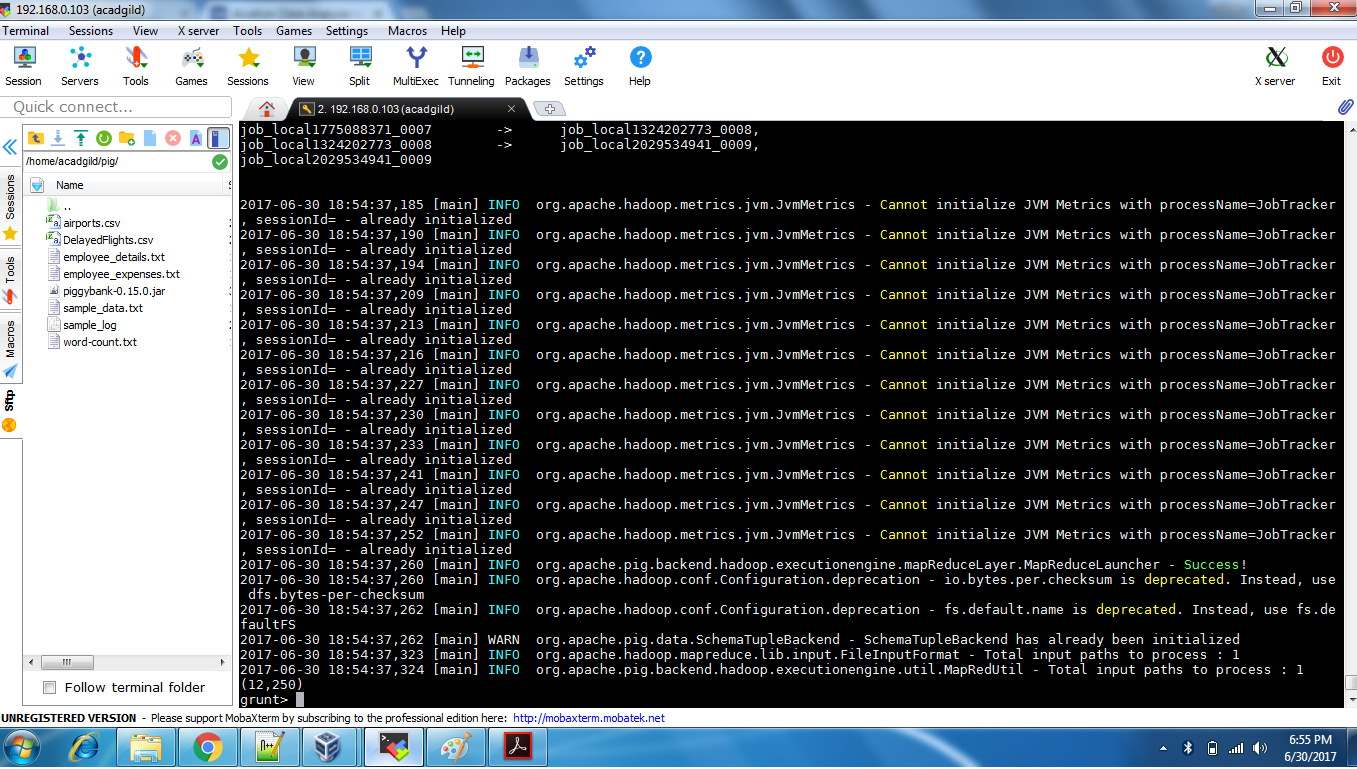 192.168.0.103 (acadgild)
Terminal Sessions View X server Tools Games Settings Macros Help
Session Servers Tools Games Sessions View Split MultiExec Tunneling Packages Settings Help X server Exit
Quick connect...
2. 192.168.0.103 (acadgild)
/home/acadgild/pig/
Name S
..
airports.csv
DelayedFlights.csv
employee_details.txt
employee_expenses.txt
piggybank-0.15.0.jar
sample_data.txt
sample_log
word-count.txt
Sessions
Tools
Macros
Sftp
Follow terminal folder
job_local1775088371_0007 -> job_local1324202773_0008,
job_local1324202773_0008 -> job_local2029534941_0009,
job_local2029534941_0009
2017-06-30 18:54:37,185 [main] INFO org.apache.hadoop.metrics.jvm.JvmMetrics - Cannot initialize JVM Metrics with processName=JobTracker
, sessionId= - already initialized
2017-06-30 18:54:37,190 [main] INFO org.apache.hadoop.metrics.jvm.JvmMetrics - Cannot initialize JVM Metrics with processName=JobTracker
, sessionId= - already initialized
2017-06-30 18:54:37,194 [main] INFO org.apache.hadoop.metrics.jvm.JvmMetrics - Cannot initialize JVM Metrics with processName=JobTracker
, sessionId= - already initialized
2017-06-30 18:54:37,209 [main] INFO org.apache.hadoop.metrics.jvm.JvmMetrics - Cannot initialize JVM Metrics with processName=JobTracker
, sessionId= - already initialized
2017-06-30 18:54:37,213 [main] INFO org.apache.hadoop.metrics.jvm.JvmMetrics - Cannot initialize JVM Metrics with processName=JobTracker
, sessionId= - already initialized
2017-06-30 18:54:37,216 [main] INFO org.apache.hadoop.metrics.jvm.JvmMetrics - Cannot initialize JVM Metrics with processName=JobTracker
, sessionId= - already initialized
2017-06-30 18:54:37,227 [main] INFO org.apache.hadoop.metrics.jvm.JvmMetrics - Cannot initialize JVM Metrics with processName=JobTracker
, sessionId= - already initialized
2017-06-30 18:54:37,230 [main] INFO org.apache.hadoop.metrics.jvm.JvmMetrics - Cannot initialize JVM Metrics with processName=JobTracker
, sessionId= - already initialized
2017-06-30 18:54:37,233 [main] INFO org.apache.hadoop.metrics.jvm.JvmMetrics - Cannot initialize JVM Metrics with processName=JobTracker
, sessionId= - already initialized
2017-06-30 18:54:37,241 [main] INFO org.apache.hadoop.metrics.jvm.JvmMetrics - Cannot initialize JVM Metrics with processName=JobTracker
, sessionId= - already initialized
2017-06-30 18:54:37,247 [main] INFO org.apache.hadoop.metrics.jvm.JvmMetrics - Cannot initialize JVM Metrics with processName=JobTracker
, sessionId= - already initialized
2017-06-30 18:54:37,252 [main] INFO org.apache.hadoop.metrics.jvm.JvmMetrics - Cannot initialize JVM Metrics with processName=JobTracker
, sessionId= - already initialized
2017-06-30 18:54:37,260 [main] INFO org.apache.pig.backend.hadoop.executionengine.mapReduceLayer.MapReduceLauncher - Success!
2017-06-30 18:54:37,260 [main] INFO org.apache.hadoop.conf.Configuration.deprecation - io.bytes.per.checksum is deprecated. Instead, use
dfs.bytes-per-checksum
2017-06-30 18:54:37,262 [main] INFO org.apache.hadoop.conf.Configuration.deprecation - fs.default.name is deprecated. Instead, use fs.de
faultFS
2017-06-30 18:54:37,262 [main] WARN org.apache.pig.data.SchemaTupleBackend - SchemaTupleBackend has already been initialized
2017-06-30 18:54:37,323 [main] INFO org.apache.hadoop.mapreduce.lib.input.FileInputFormat - Total input paths to process : 1
2017-06-30 18:54:37,324 [main] INFO org.apache.pig.backend.hadoop.executionengine.util.MapRedUtil - Total input paths to process : 1
(12,250)
grunt>
UNREGISTERED VERSION - Please support MobaXterm by subscribing to the professional edition here: http://mobaxterm.mobatek.net
6:55 PM
6/30/2017